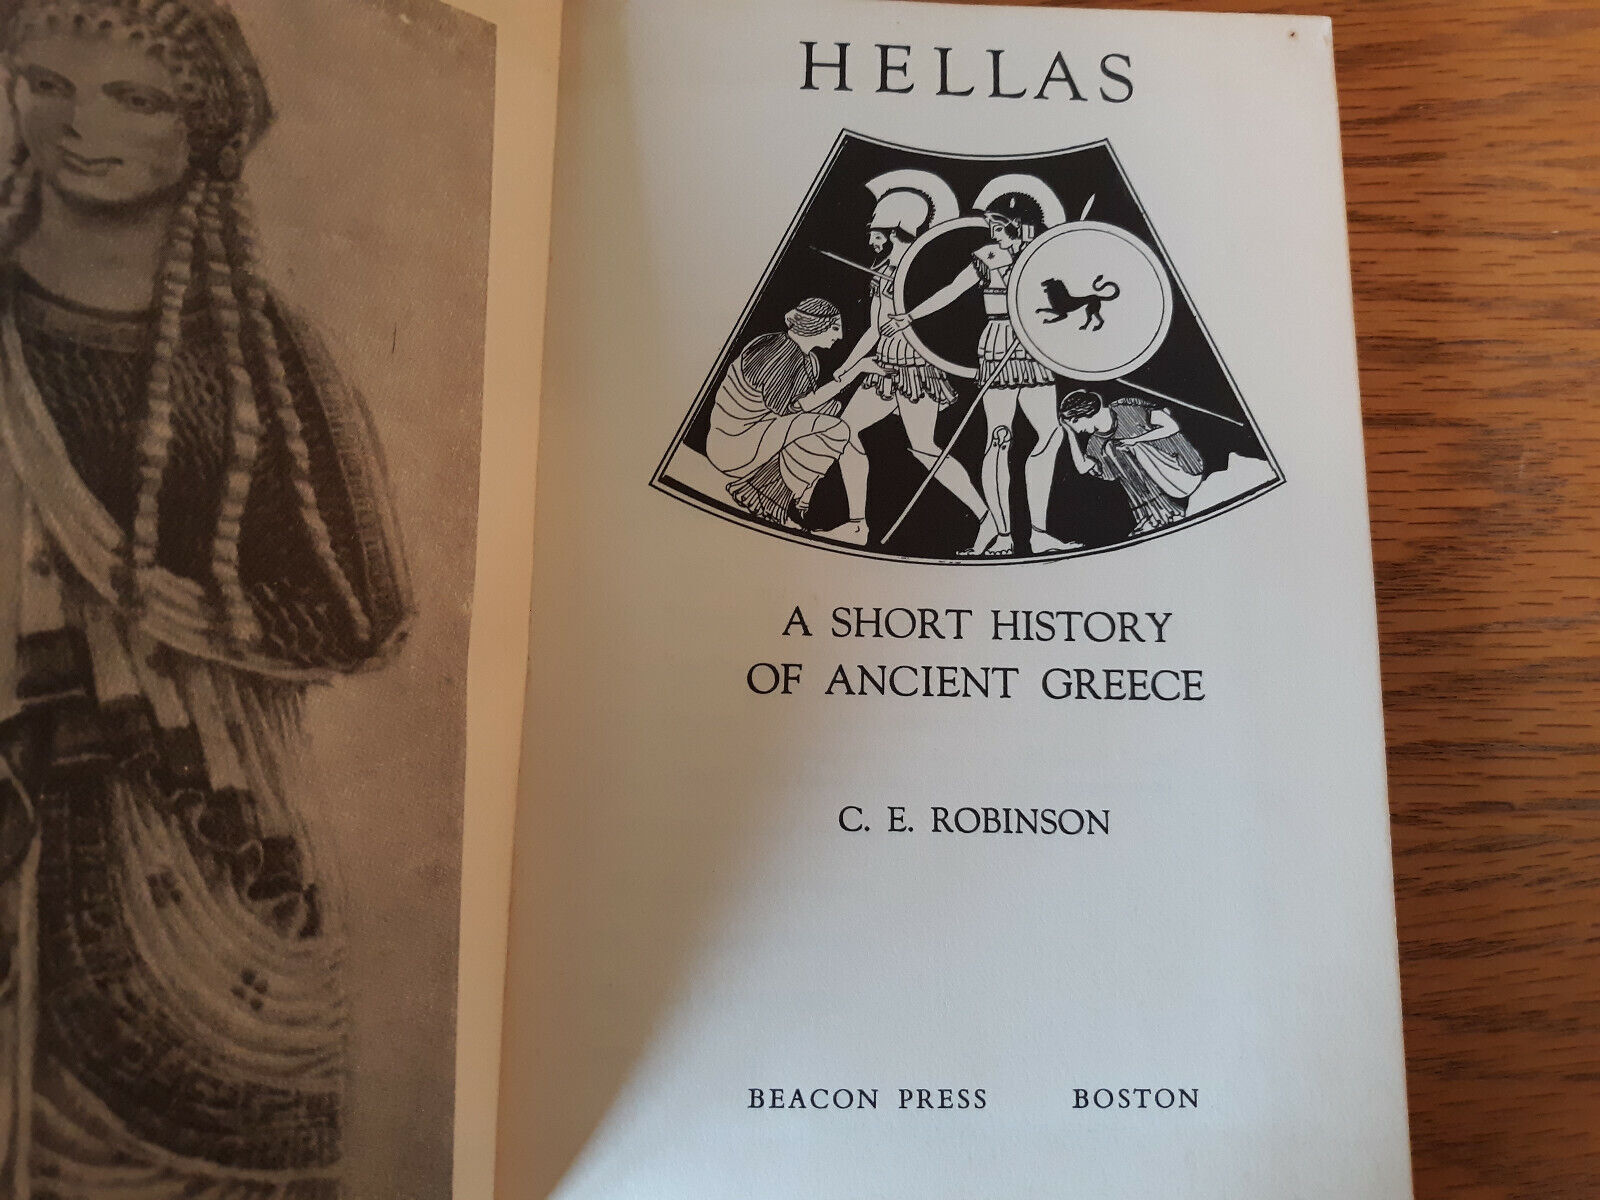 HELLAS
A SHORT HISTORY
OF ANCIENT GREECE
C. E. ROBINSON
BEACON PRESS BOSTON